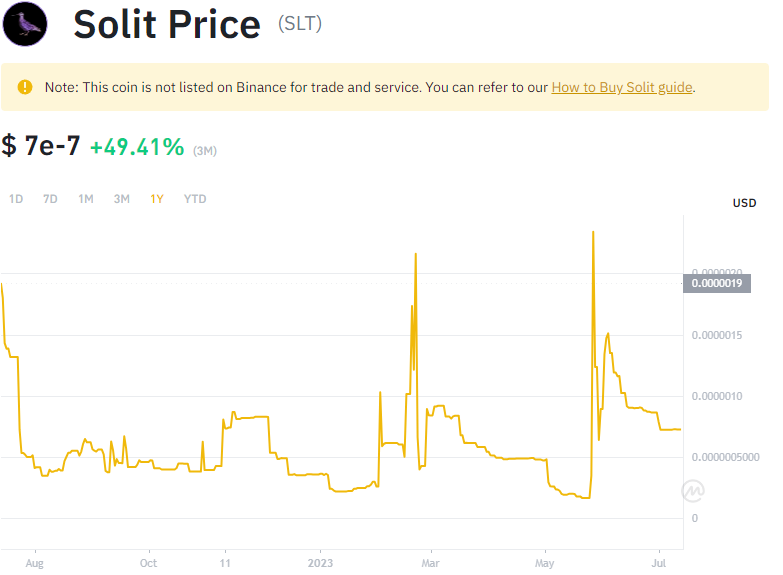 Solit Price (SLT)
Note: This coin is not listed on Binance for trade and service. You can refer to our How to Buy Solit guide.
$ 7e-7 +49.41% (3M)
1D 7D 1M 3M 1Y YTD
USD
0.0000020
0.0000019
0.0000015
0.0000010
0.0000005000
0
Aug Oct 11 2023 Mar May Jul